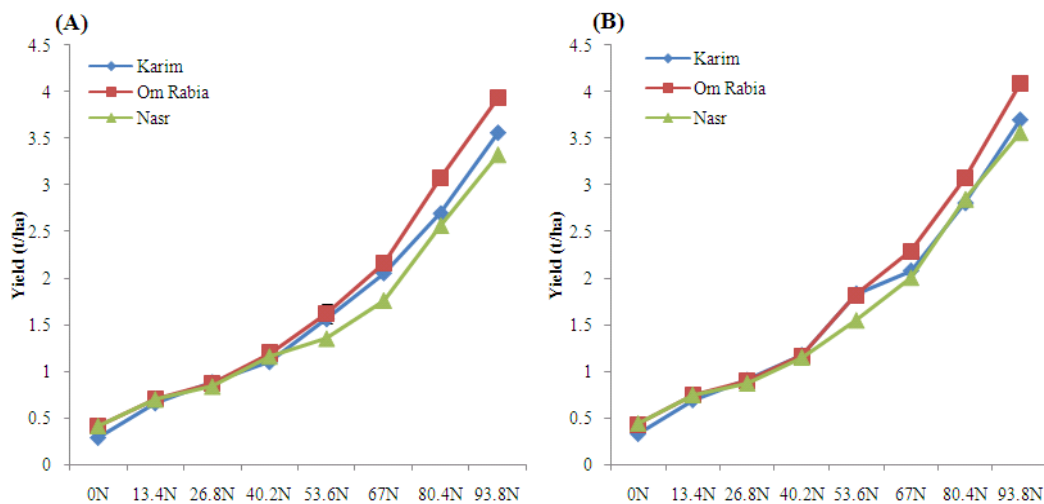 (A)
Yield (t/ha)
4.5
4
3.5
3
2.5
2
1.5
1
0.5
0
Karim
Om Rabia
Nasr
0N 13.4N 26.8N 40.2N 53.6N 67N 80.4N 93.8N
(B)
Yield (t/ha)
4.5
4
3.5
3
2.5
2
1.5
1
0.5
0
Karim
Om Rabia
Nasr
0N 13.4N 26.8N 40.2N 53.6N 67N 80.4N 93.8N